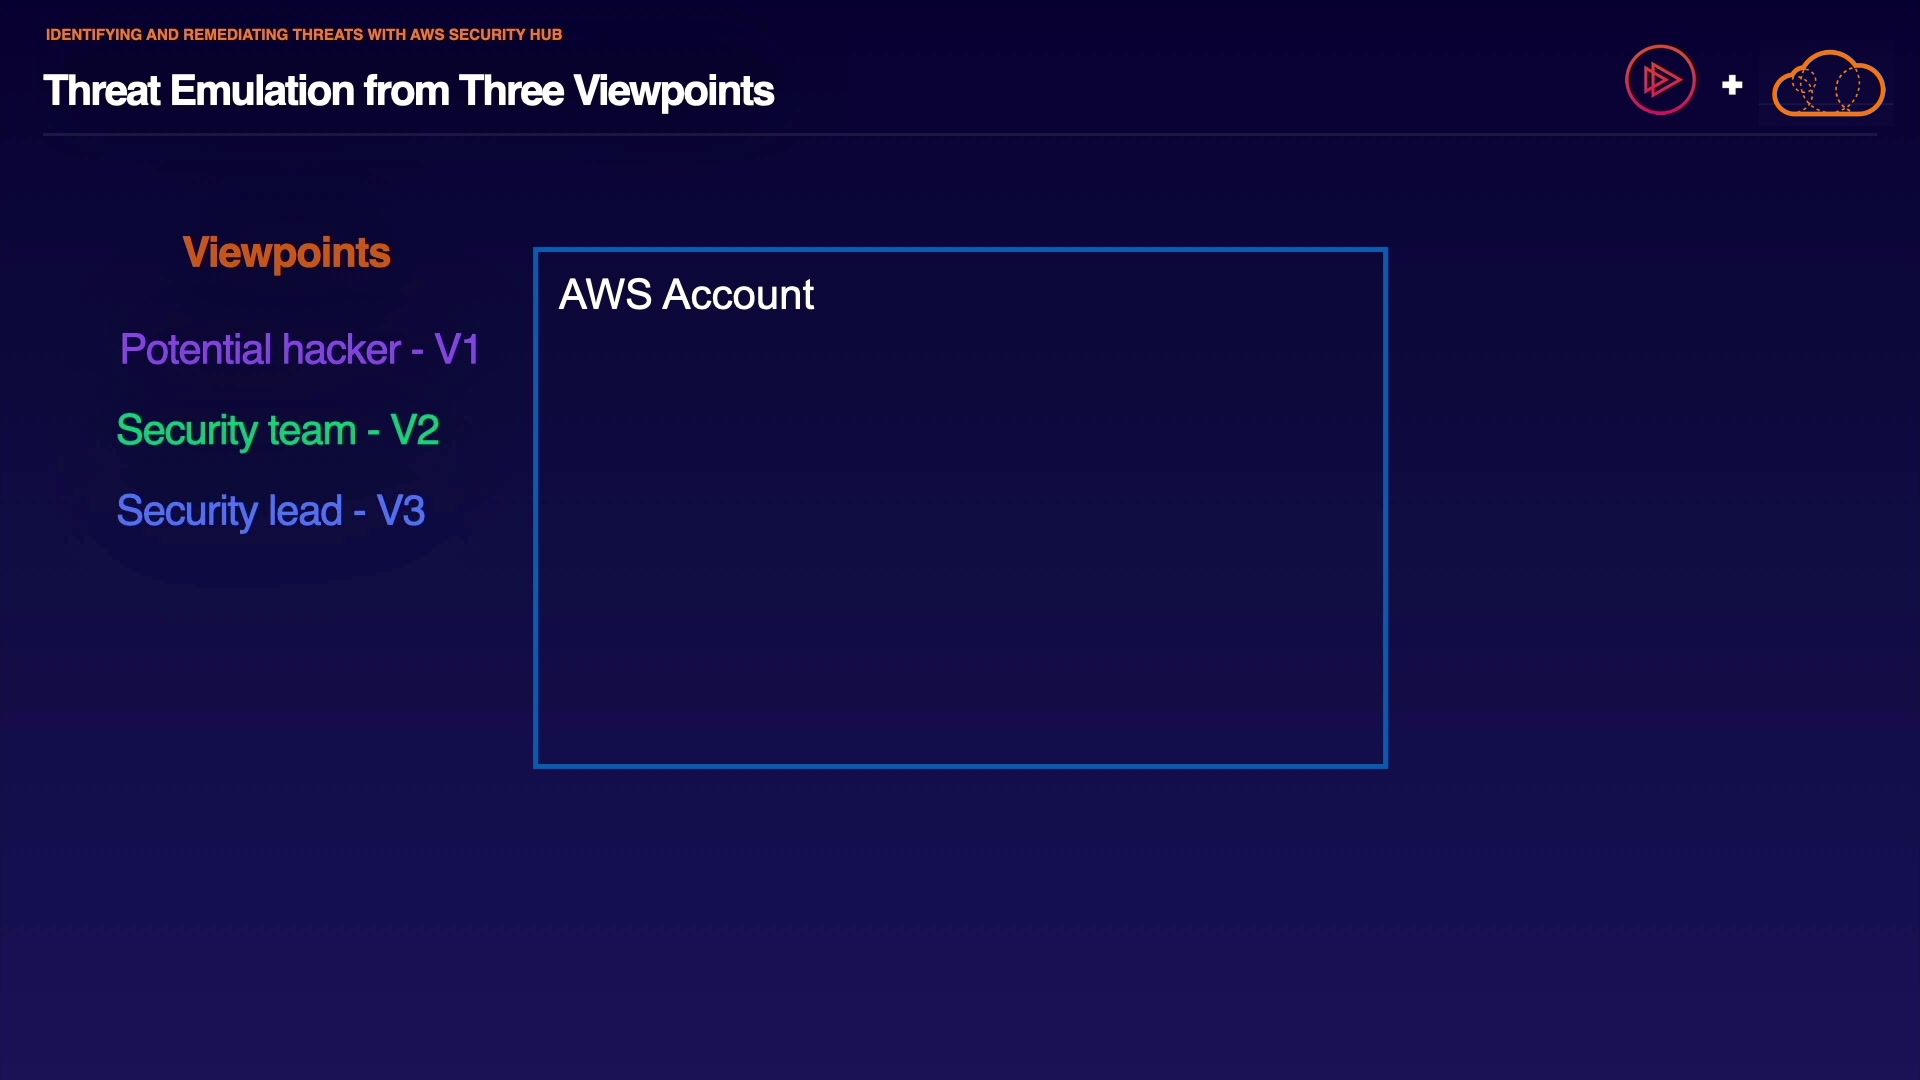 IDENTIFYING AND REMEDIATING THREATS WITH AWS SECURITY HUB
Threat Emulation from Three Viewpoints
+
Viewpoints
Potential hacker - V1
Security team - V2
Security lead - V3
AWS Account